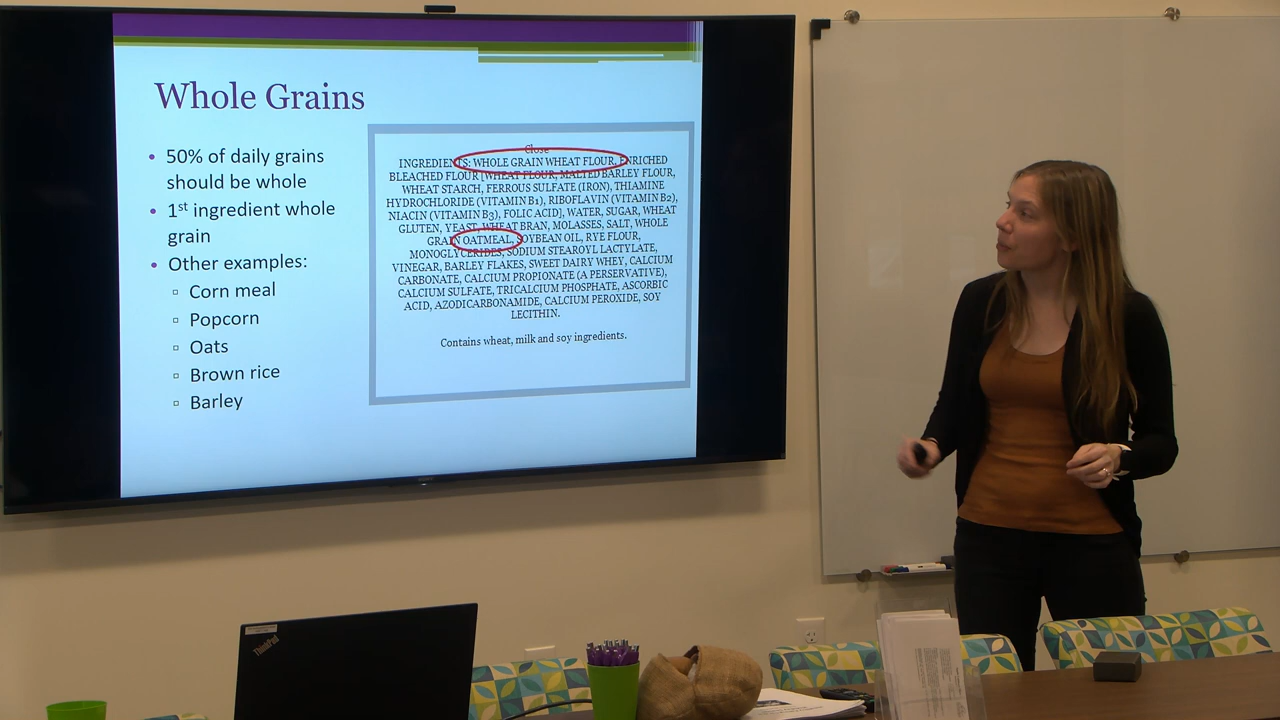 Whole Grains
• 50% of daily grains
should be whole
• 1st ingredient whole
grain
• Other examples:
▫ Corn meal
▫ Popcorn
▫ Oats
▫ Brown rice
▫ Barley
Close
INGREDIENTS: WHOLE GRAIN WHEAT FLOUR, ENRICHED
BLEACHED FLOUR [WHEAT FLOUR, MALTED BARLEY FLOUR,
WHEAT STARCH, FERROUS SULFATE (IRON), THIAMINE
HYDROCHLORIDE (VITAMIN B1), RIBOFLAVIN (VITAMIN B2),
NIACIN (VITAMIN B3), FOLIC ACID], WATER, SUGAR, WHEAT
GLUTEN, YEAST, WHEAT BRAN, MOLASSES, SALT, WHOLE
GRAIN OATMEAL, SOYBEAN OIL, RYE FLOUR,
MONOGLYCERIDES, SODIUM STEAROYL LACTYLATE,
VINEGAR, BARLEY FLAKES, SWEET DAIRY WHEY, CALCIUM
CARBONATE, CALCIUM PROPIONATE (A PERSERVATIVE),
CALCIUM SULFATE, TRICALCIUM PHOSPHATE, ASCORBIC
ACID, AZODICARBONAMIDE, CALCIUM PEROXIDE, SOY
LECITHIN.
Contains wheat, milk and soy ingredients.
ThinkPad